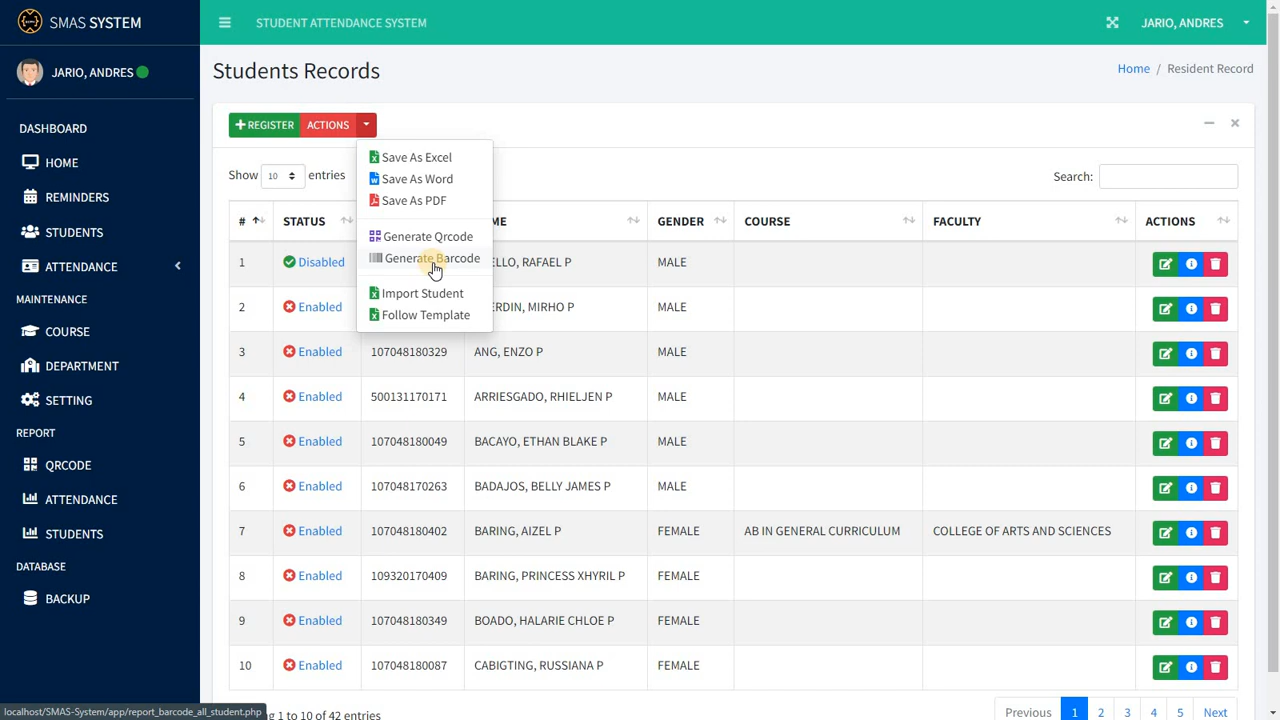 SMAS SYSTEM
STUDENT ATTENDANCE SYSTEM
JARIO, ANDRES
JARIO, ANDRES
DASHBOARD
HOME
REMINDERS
STUDENTS
ATTENDANCE
MAINTENANCE
COURSE
DEPARTMENT
SETTING
REPORT
QRCODE
ATTENDANCE
STUDENTS
DATABASE
BACKUP
Students Records
Home / Resident Record
REGISTER ACTIONS
Save As Excel
Save As Word
Save As PDF
Generate Qrcode
Generate Barcode
Import Student
Follow Template
Show 10 entries
Search:
# STATUS GENDER COURSE FACULTY ACTIONS
1 Disabled RAFAEL P MALE
2 Enabled MIRHO P MALE
3 Enabled 107048180329 ANG, ENZO P MALE
4 Enabled 500131170171 ARRIESGADO, RHIELJEN P MALE
5 Enabled 107048180049 BACAYO, ETHAN BLAKE P MALE
6 Enabled 107048170263 BADAJOS, BELLY JAMES P MALE
7 Enabled 107048180402 BARING, AIZEL P FEMALE AB IN GENERAL CURRICULUM COLLEGE OF ARTS AND SCIENCES
8 Enabled 109320170409 BARING, PRINCESS XHYRIL P FEMALE
9 Enabled 107048180349 BOADO, HALARIE CHLOE P FEMALE
10 Enabled 107048180087 CABIGTING, RUSSIANA P FEMALE
1 to 10 of 42 entries
Previous 1 2 3 4 5 Next
localhost/SMAS-System/app/report_barcode_all_student.php